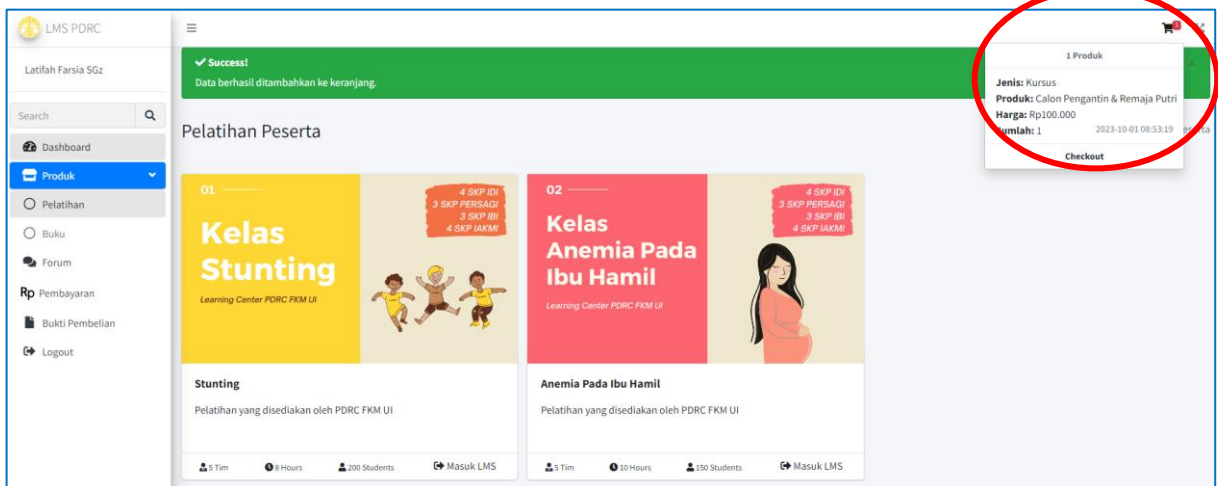 LMS PDRC
1
Latifah Farsia SGz
Search
Dashboard
Produk
Pelatihan
Buku
Forum
Rp Pembayaran
Bukti Pembelian
Logout
Success!
Data berhasil ditambahkan ke keranjang.
×
1 Produk
Jenis: Kursus
Produk: Calon Pengantin & Remaja Putri
Harga: Rp100.000
Jumlah: 1 2023-10-01 08:53:19
Checkout
Pelatihan Peserta
01
4 SKP IDI
3 SKP PERSAGI
3 SKP IBI
4 SKP IAKMI
Kelas
Stunting
Learning Center PDRC FKM UI
Stunting
Pelatihan yang disediakan oleh PDRC FKM UI
5 Tim 8 Hours 200 Students Masuk LMS
02
4 SKP IDI
3 SKP PERSAGI
3 SKP IBI
4 SKP IAKMI
Kelas
Anemia Pada
Ibu Hamil
Learning Center PDRC FKM UI
Anemia Pada Ibu Hamil
Pelatihan yang disediakan oleh PDRC FKM UI
5 Tim 10 Hours 150 Students Masuk LMS